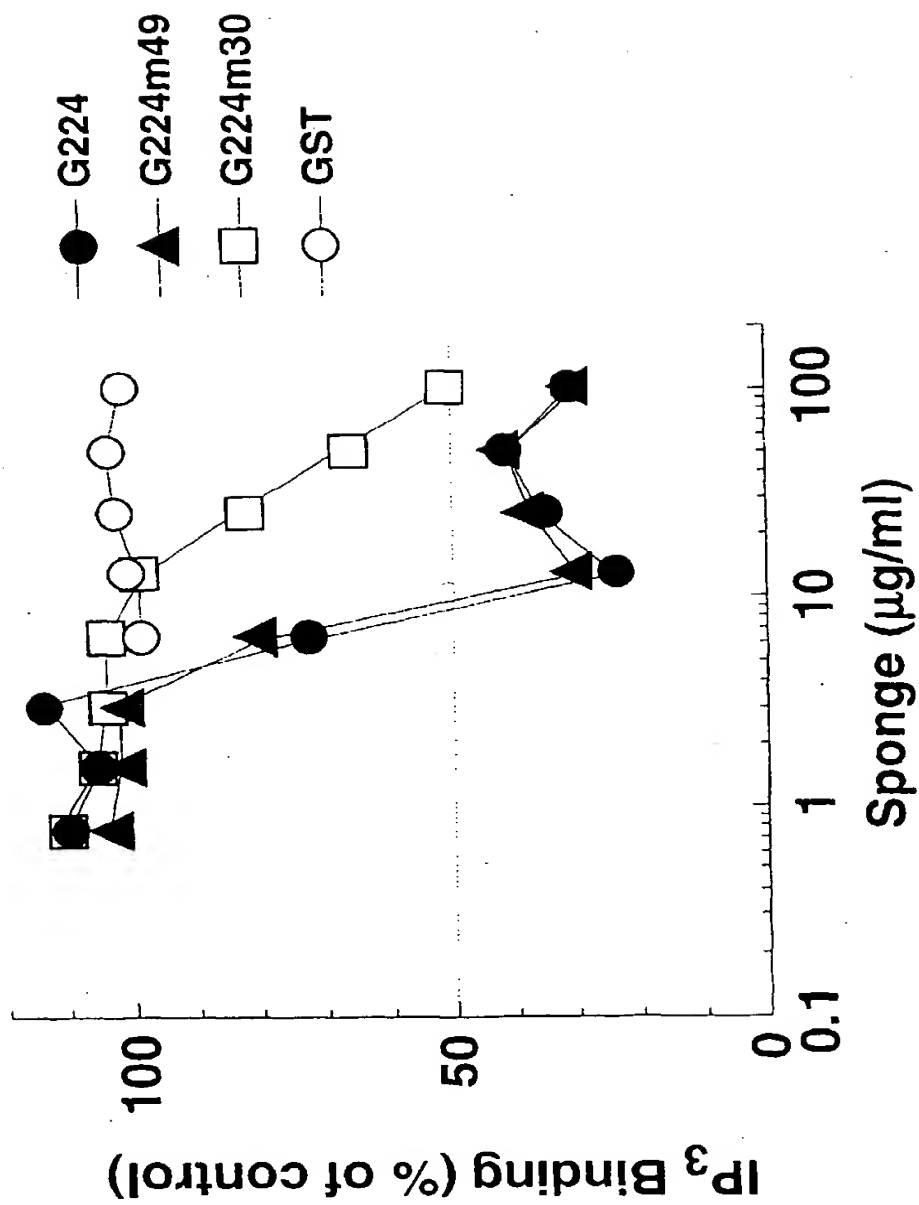 G224
G224m49
G224m30
GST
100
50
0
0.1
1
10
100
IP3 Binding (% of control)
Sponge (µg/ml)